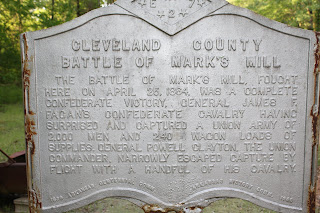 CLEVELAND COUNTY
BATTLE OF MARK'S MILL
THE BATTLE OF MARK'S MILL, FOUGHT
HERE ON APRIL 25, 1864, WAS A COMPLETE
CONFEDERATE VICTORY. GENERAL JAMES F.
FAGAN'S CONFEDERATE CAVALRY HAVING
SURPRISED AND CAPTURED A UNION ARMY OF
2,000 MEN AND 240 WAGON LOADS OF
SUPPLIES. GENERAL POWELL CLAYTON, THE UNION
COMMANDER, NARROWLY ESCAPED CAPTURE BY
FLIGHT WITH A HANDFUL OF HIS CAVALRY.